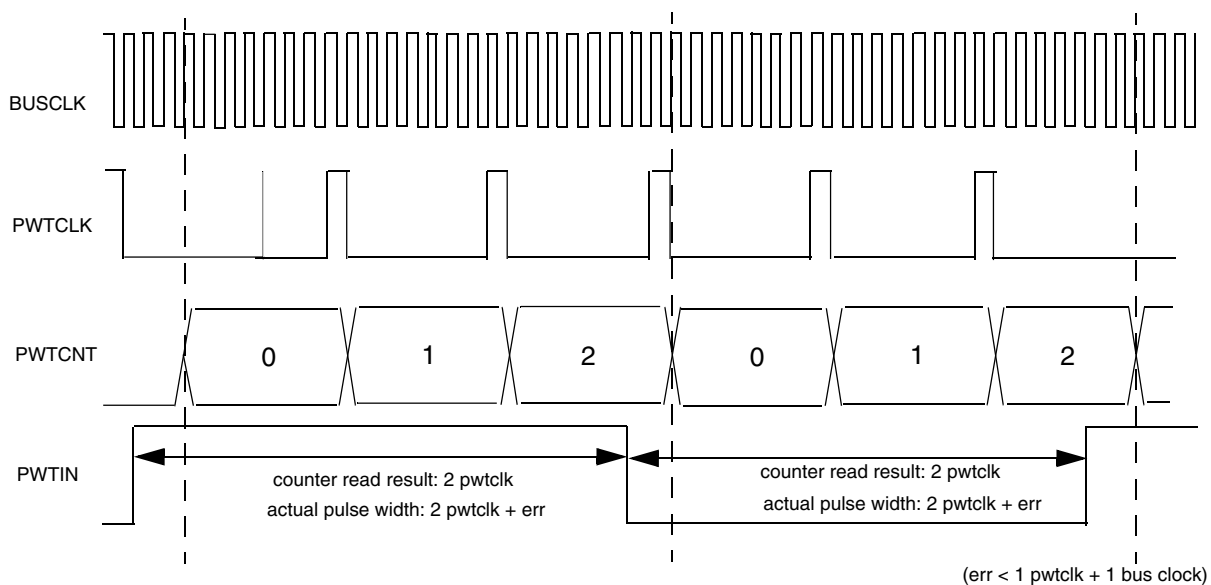 BUSCLK
PWTCLK
PWTCNT
0
1
2
0
1
2
PWTIN
counter read result: 2 pwtclk
actual pulse width: 2 pwtclk + err
counter read result: 2 pwtclk
actual pulse width: 2 pwtclk + err
(err < 1 pwtclk + 1 bus clock)